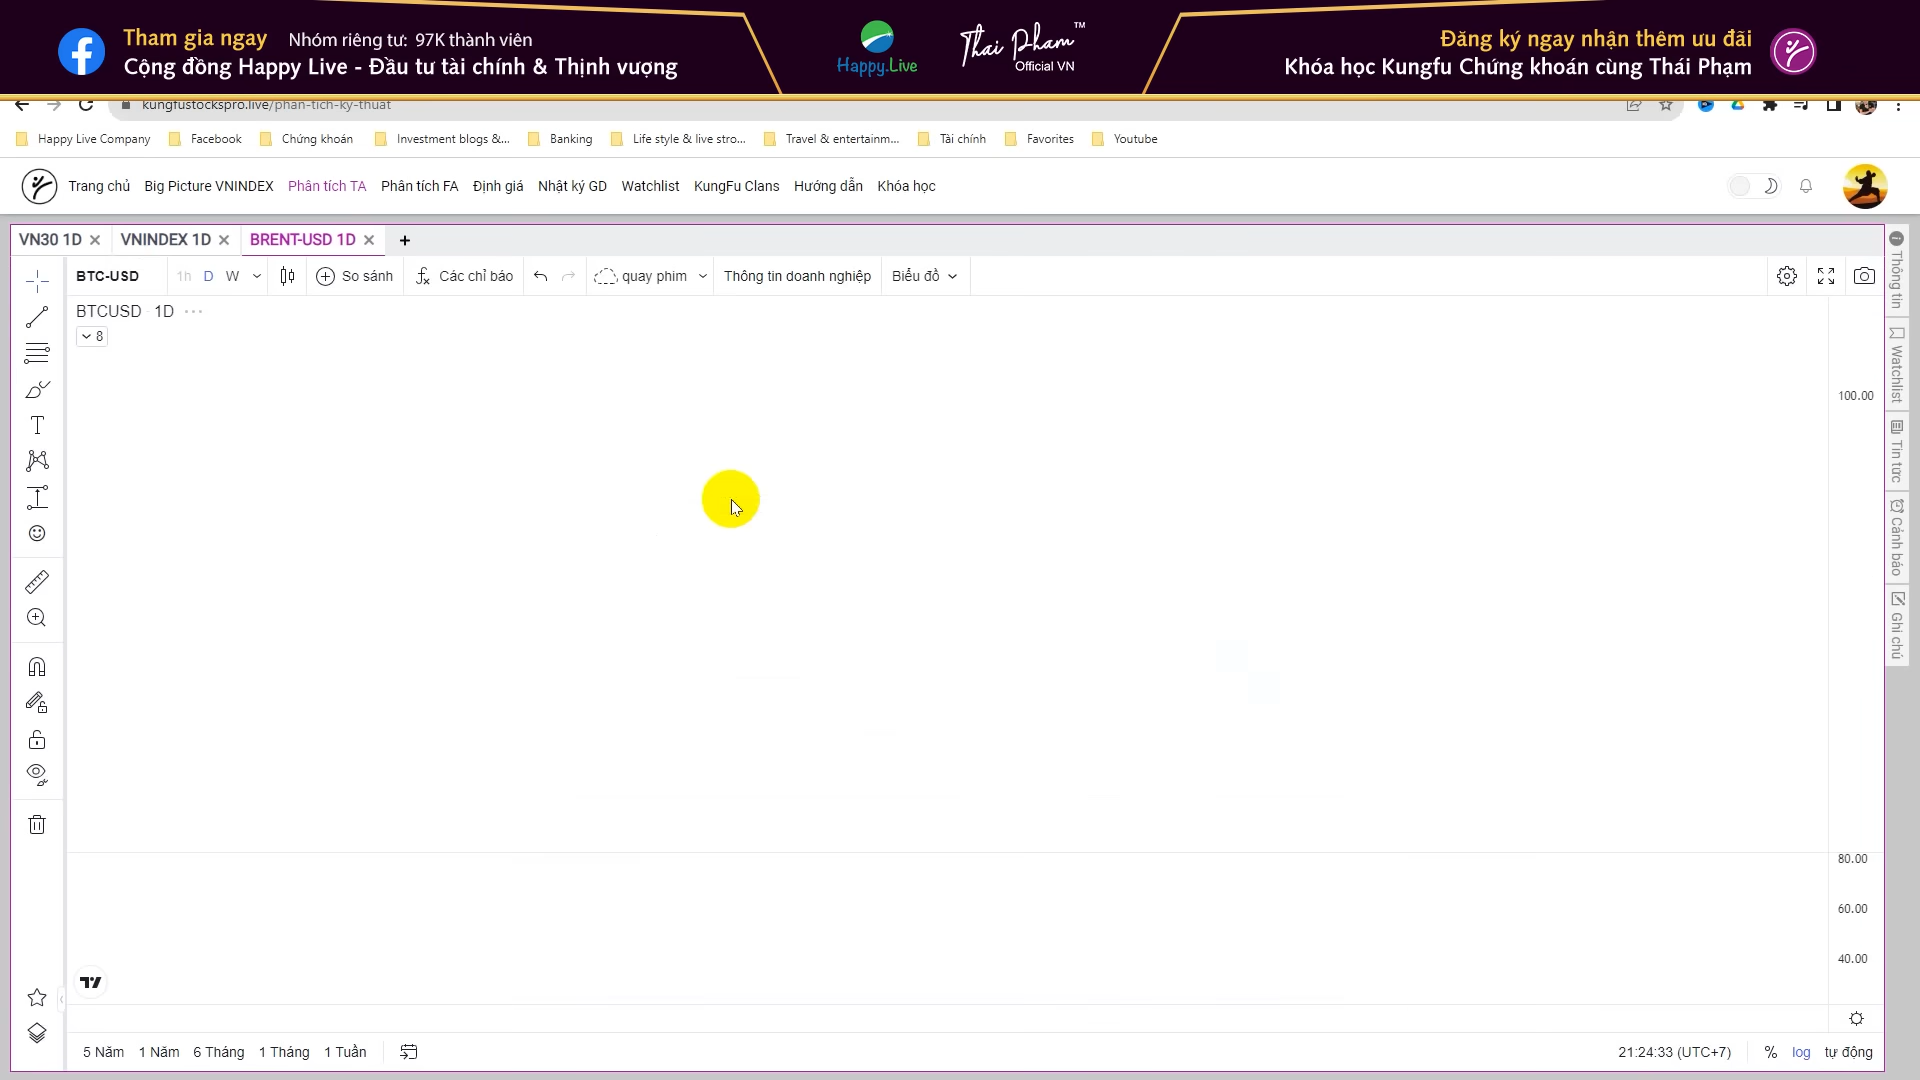 Tham gia ngay Nhóm riêng tư: 97K thành viên
Cộng đồng Happy Live - Đầu tư tài chính & Thịnh vượng
Happy.Live
Thai Pham™
Official VN
Đăng ký ngay nhận thêm ưu đãi
Khóa học Kungfu Chứng khoán cùng Thái Phạm
kungfustockspro.live/phan-tich-ky-thuat
Happy Live Company Facebook Chứng khoán Investment blogs &... Banking Life style & live stro... Travel & entertainm... Tài chính Favorites Youtube
Trang chủ Big Picture VNINDEX Phân tích TA Phân tích FA Định giá Nhật ký GD Watchlist KungFu Clans Hướng dẫn Khóa học
VN30 1D VNINDEX 1D BRENT-USD 1D
BTC-USD 1h D W So sánh Các chỉ báo quay phim Thông tin doanh nghiệp Biểu đồ
BTCUSD · 1D
8
100.00
80.00
60.00
40.00
Thông tin
Watchlist
Tin tức
Cảnh báo
Ghi chú
5 Năm 1 Năm 6 Tháng 1 Tháng 1 Tuần
21:24:33 (UTC+7) % log tự động